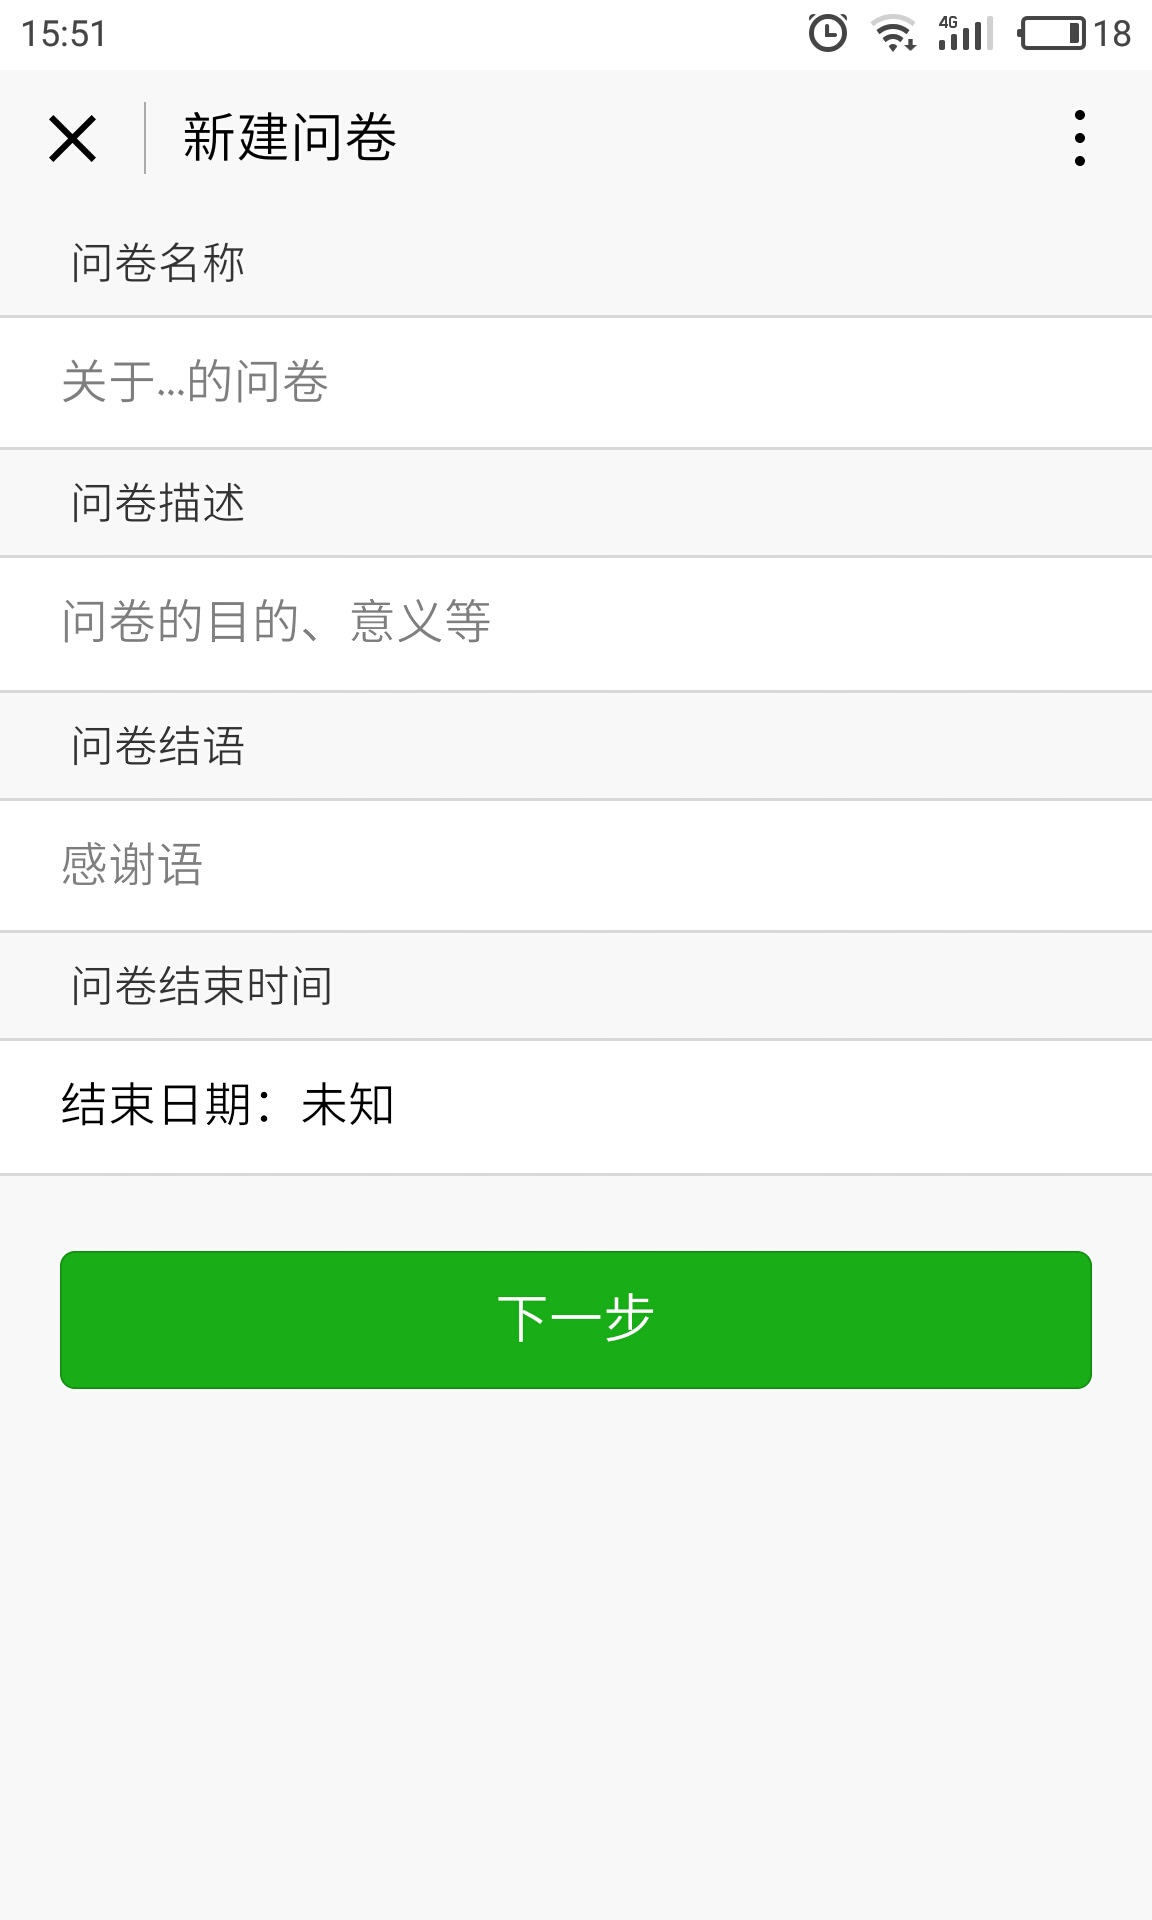 15:51
4G
18
新建问卷
问卷名称
关于...的问卷
问卷描述
问卷的目的、意义等
问卷结语
感谢语
问卷结束时间
结束日期：未知
下一步